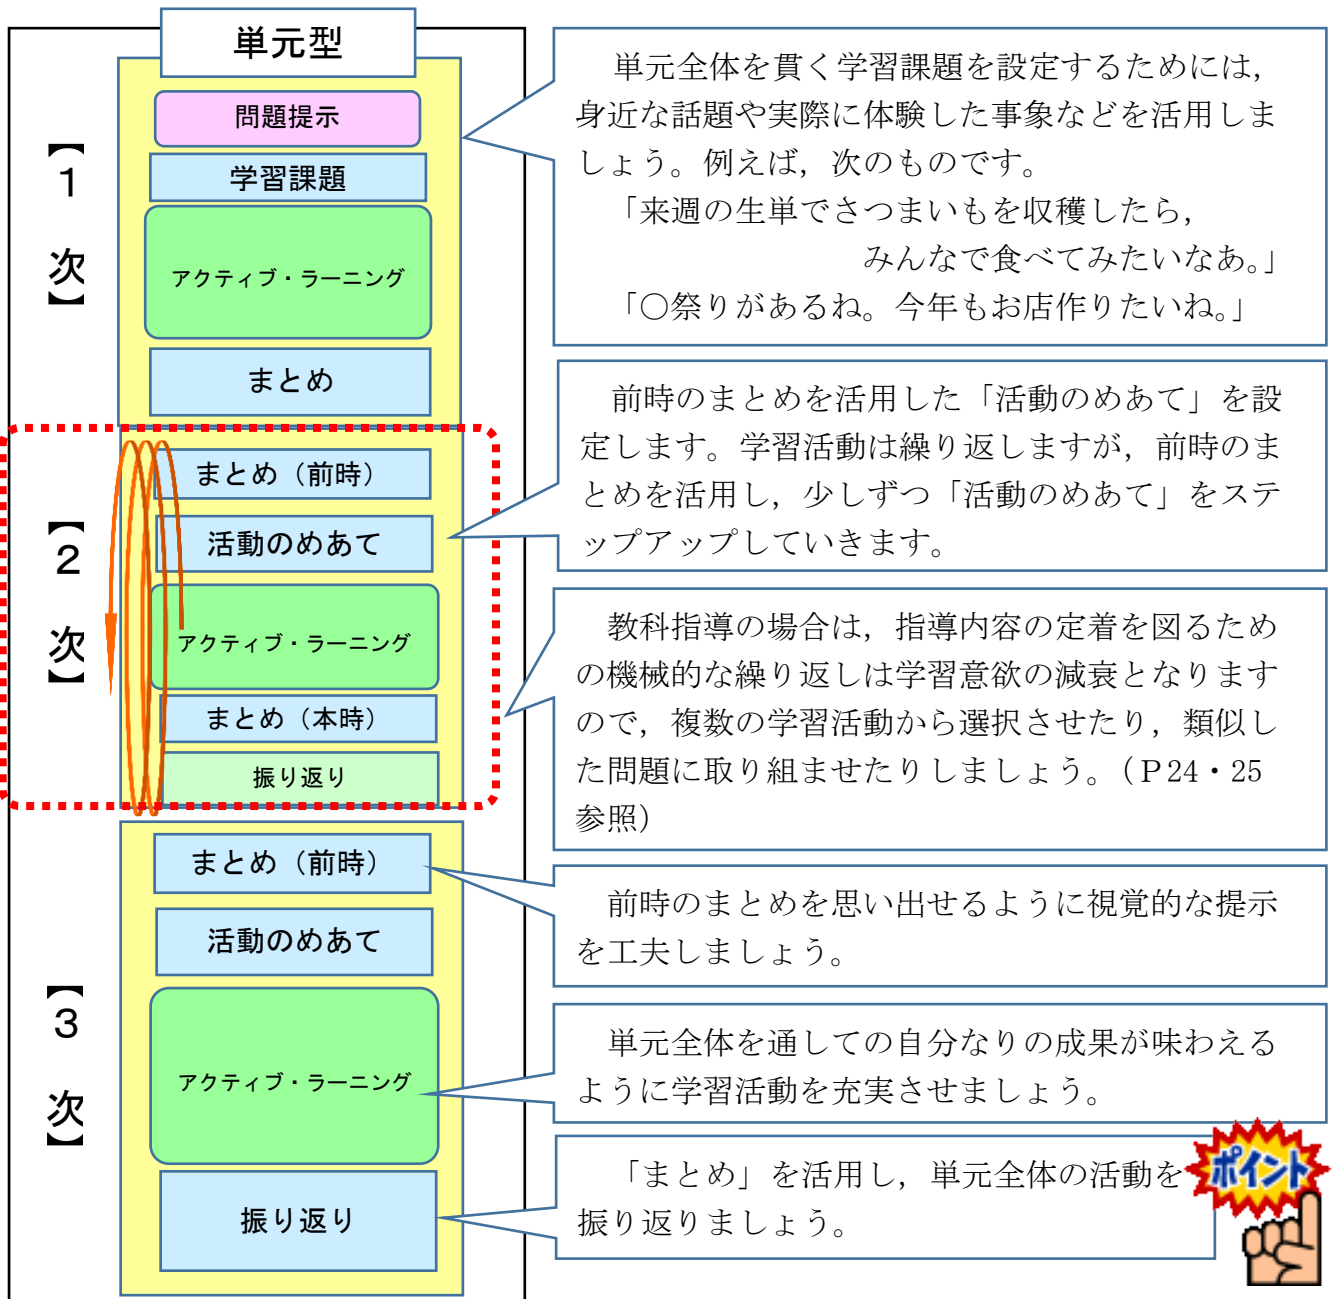 単元型
【1次】
問題提示
学習課題
アクティブ・ラーニング
まとめ
単元全体を貫く学習課題を設定するためには，
身近な話題や実際に体験した事象などを活用しま
しょう。例えば，次のものです。
「来週の生単でさつまいもを収穫したら，
みんなで食べてみたいなあ。」
「○祭りがあるね。今年もお店作りたいね。」
【2次】
まとめ（前時）
活動のめあて
アクティブ・ラーニング
まとめ（本時）
振り返り
前時のまとめを活用した「活動のめあて」を設
定します。学習活動は繰り返しますが，前時のま
とめを活用し，少しずつ「活動のめあて」をステ
ップアップしていきます。
教科指導の場合は，指導内容の定着を図るため
の機械的な繰り返しは学習意欲の減衰となります
ので，複数の学習活動から選択させたり，類似し
た問題に取り組ませたりしましょう。（Ｐ24・25
参照）
【3次】
まとめ（前時）
活動のめあて
アクティブ・ラーニング
振り返り
前時のまとめを思い出せるように視覚的な提示
を工夫しましょう。
単元全体を通しての自分なりの成果が味わえる
ように学習活動を充実させましょう。
「まとめ」を活用し，単元全体の活動を
振り返りましょう。
ポイント